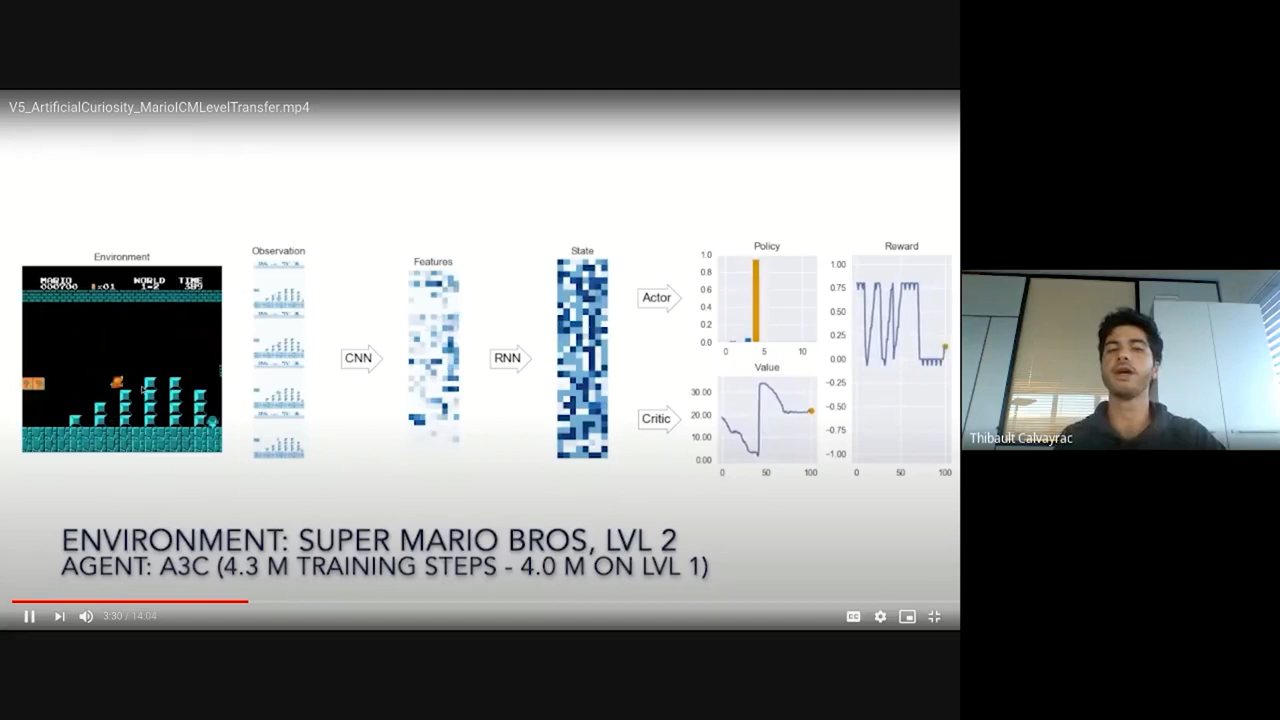 V5_ArtificialCuriosity_MarioICMLevelTransfer.mp4
Environment
MARIO
WORLD
TIME
×01
Observation
CNN
Features
RNN
State
Actor
Critic
Policy
1.0
0.8
0.6
0.4
0.2
0.0
0
5
10
Value
30.00
20.00
10.00
0.00
0
50
100
Reward
1.00
0.75
0.50
0.25
0.00
−0.25
−0.50
−0.75
−1.00
0
50
100
ENVIRONMENT: SUPER MARIO BROS, LVL 2
AGENT: A3C (4.3 M TRAINING STEPS - 4.0 M ON LVL 1)
3:30 / 14:04
CC
Thibault Calvayrac